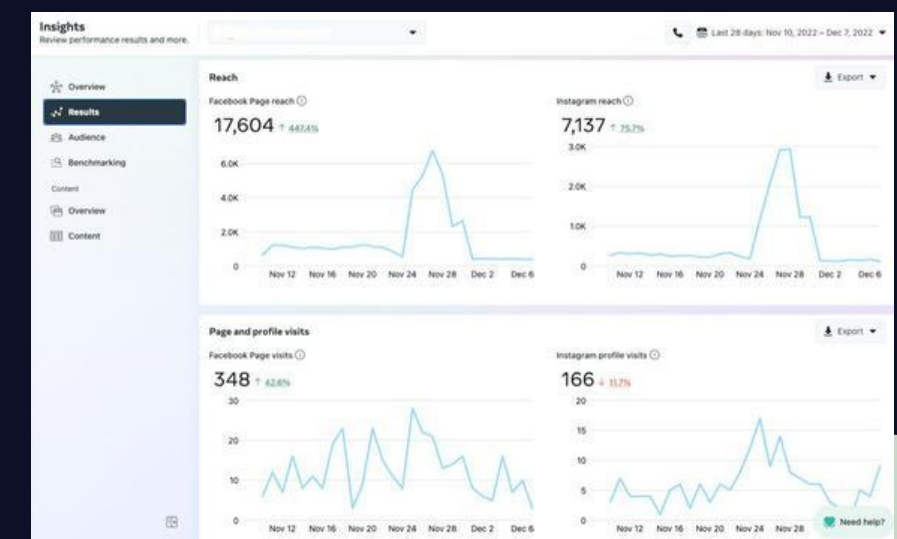 Insights
Review performance results and more.
Last 28 days: Nov 10, 2022 – Dec 7, 2022
Overview
Results
Audience
Benchmarking
Content
Overview
Content
Reach
Export
Facebook Page reach
17,604 ↑ 447.4%
6.0K
4.0K
2.0K
0
Nov 12 Nov 16 Nov 20 Nov 24 Nov 28 Dec 2 Dec 6
Instagram reach
7,137 ↑ 75.7%
3.0K
2.0K
1.0K
0
Nov 12 Nov 16 Nov 20 Nov 24 Nov 28 Dec 2 Dec 6
Page and profile visits
Export
Facebook Page visits
348 ↑ 42.6%
30
20
10
0
Nov 12 Nov 16 Nov 20 Nov 24 Nov 28 Dec 2 Dec 6
Instagram profile visits
166 ↓ 11.7%
20
15
10
5
0
Nov 12 Nov 16 Nov 20 Nov 24 Nov 28
Need help?